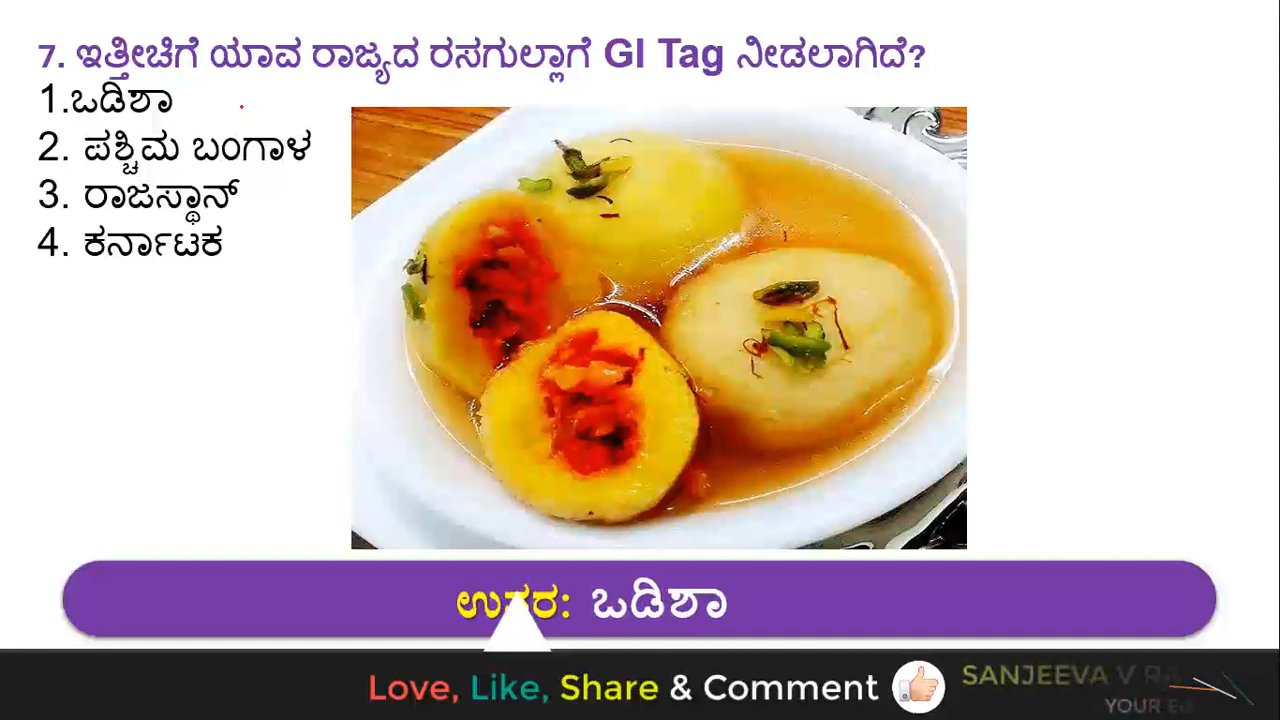 7. ಇತ್ತೀಚಿಗೆ ಯಾವ ರಾಜ್ಯದ ರಸಗುಲ್ಲಾಗೆ GI Tag ನೀಡಲಾಗಿದೆ?
1.ಒಡಿಶಾ
2. ಪಶ್ಚಿಮ ಬಂಗಾಳ
3. ರಾಜಸ್ಥಾನ್
4. ಕರ್ನಾಟಕ
ಉತ್ತರ: ಒಡಿಶಾ
Love, Like, Share & Comment
SANJEEVA V
YOUR